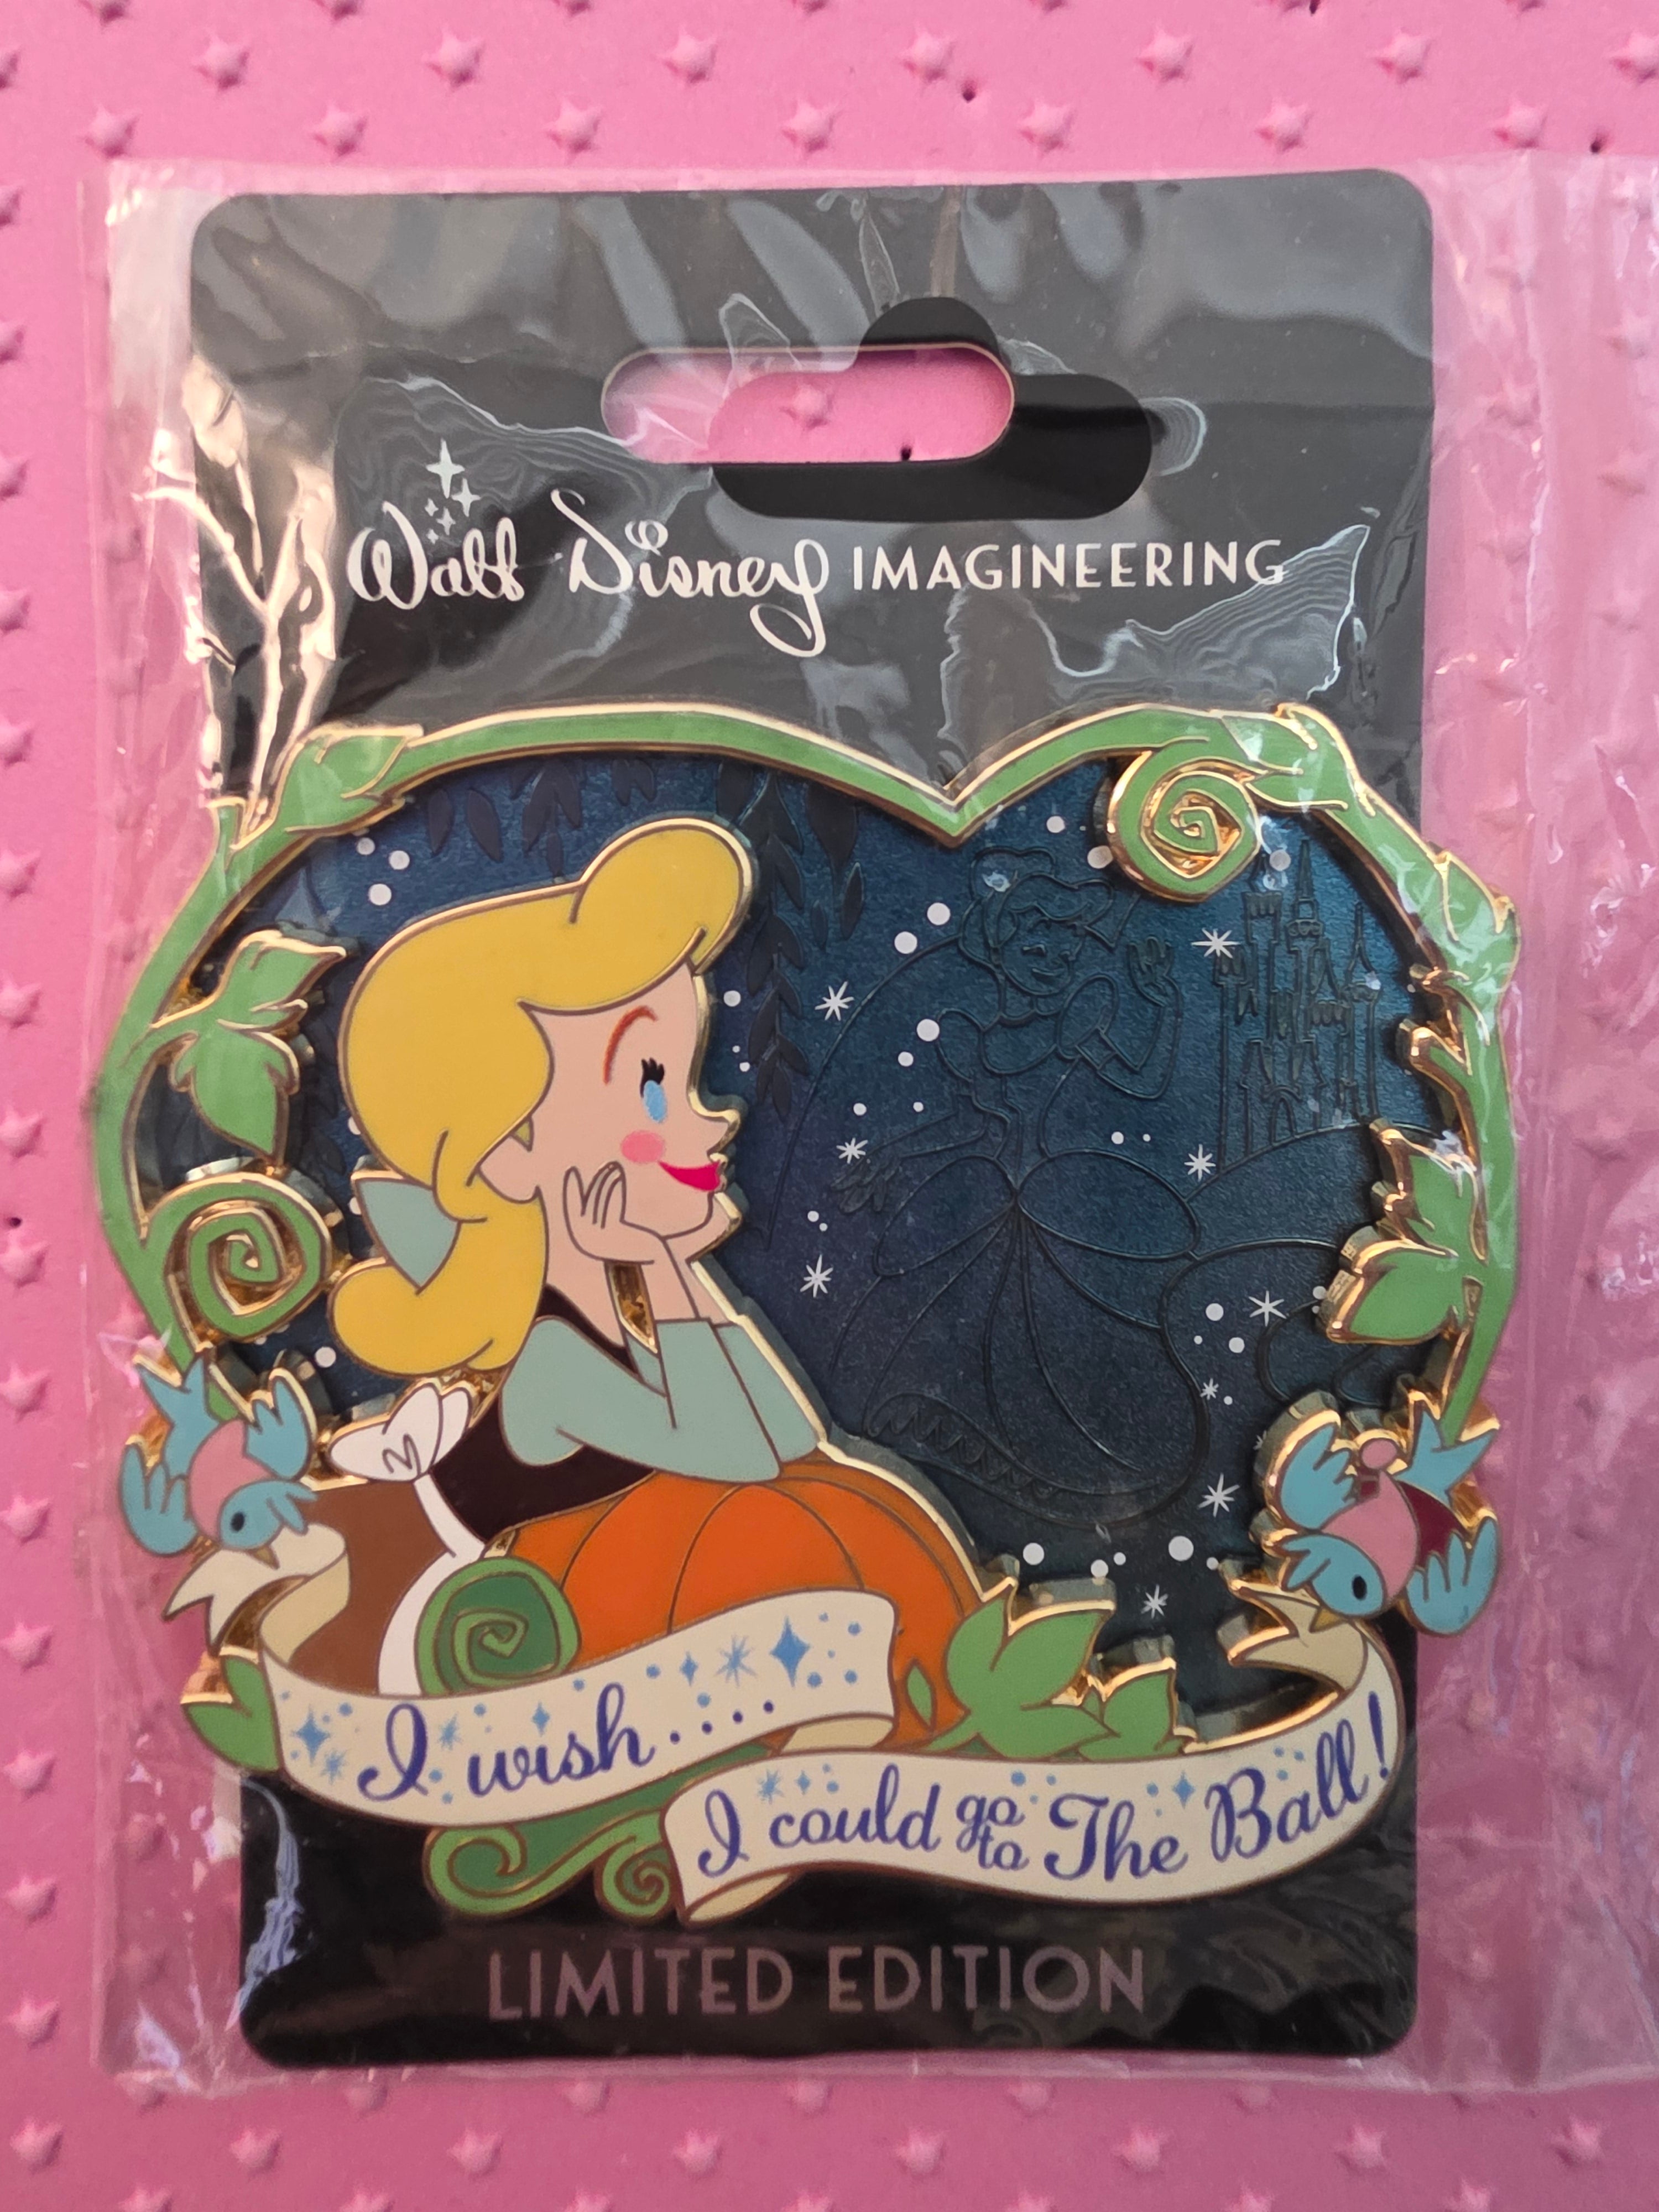 Walt Disney IMAGINEERING
I wish.....
I could go to The Ball!
LIMITED EDITION